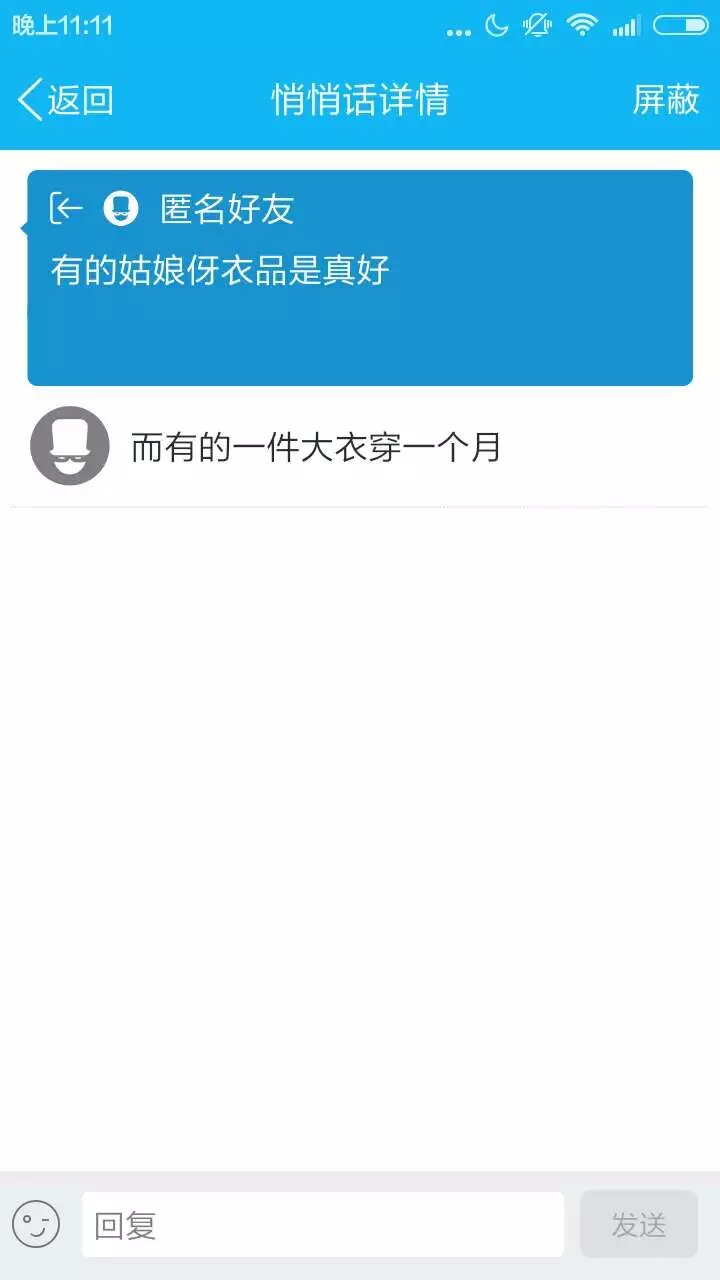 晚上11:11
返回 悄悄话详情 屏蔽
匿名好友
有的姑娘伢衣品是真好
而有的一件大衣穿一个月
回复 发送